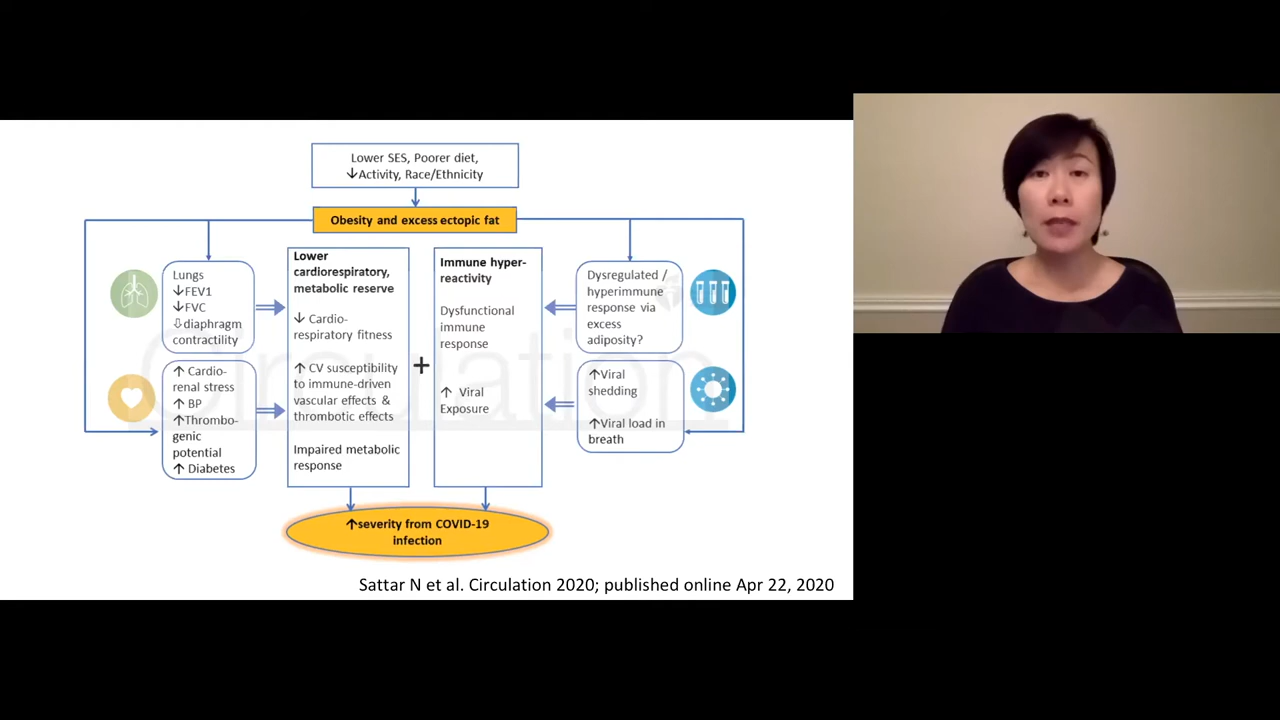 Lower SES, Poorer diet,
↓Activity, Race/Ethnicity
Obesity and excess ectopic fat
Lungs
↓FEV1
↓FVC
⇩diaphragm
contractility
↑ Cardio-
renal stress
↑ BP
↑Thrombo-
genic
potential
↑ Diabetes
Lower
cardiorespiratory,
metabolic reserve
↓ Cardio-
respiratory fitness
↑ CV susceptibility
to immune-driven
vascular effects &
thrombotic effects
Impaired metabolic
response
+
Immune hyper-
reactivity
Dysfunctional
immune
response
↑ Viral
Exposure
Dysregulated /
hyperimmune
response via
excess
adiposity?
↑Viral
shedding
↑Viral load in
breath
Circulation
↑severity from COVID-19
infection
Sattar N et al. Circulation 2020; published online Apr 22, 2020